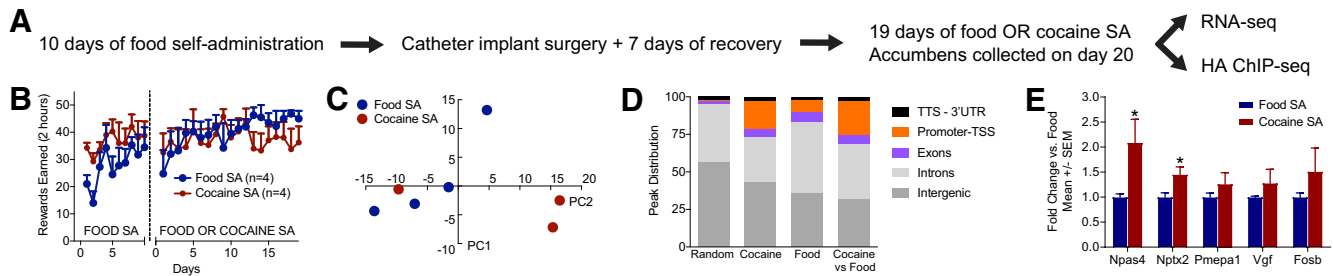 A
10 days of food self-administration
Catheter implant surgery + 7 days of recovery
19 days of food OR cocaine SA
Accumbens collected on day 20
RNA-seq
HA ChIP-seq
B
Rewards Earned (2 hours)
50
40
30
20
10
0
Food SA (n=4)
Cocaine SA (n=4)
FOOD SA
FOOD OR COCAINE SA
0 5 0 5 10 15
Days
C
Food SA
Cocaine SA
15
10
5
-15 -10 -5 5 10 15 20
PC2
-5
-10
PC1
D
Peak Distribution
100
75
50
25
0
Random Cocaine Food Cocaine
vs Food
TTS - 3'UTR
Promoter-TSS
Exons
Introns
Intergenic
E
Fold Change vs. Food
Mean +/- SEM
3.0
2.5
2.0
1.5
1.0
0.5
0.0
Food SA
Cocaine SA
* *
Npas4 Nptx2 Pmepa1 Vgf Fosb